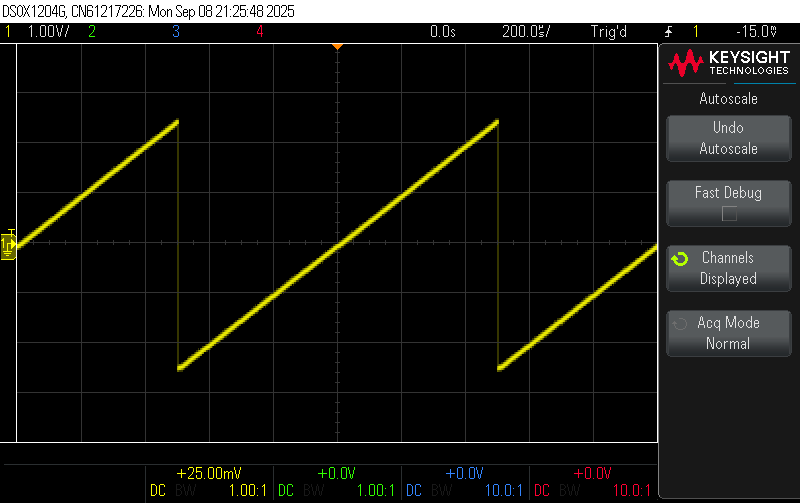 DSOX1204G, CN61217226: Mon Sep 08 21:25:48 2025
1 1.00V/ 2 3 4 0.0s 200.0us/ Trig'd 1 -15.0V
KEYSIGHT
TECHNOLOGIES
Autoscale
Undo
Autoscale
Fast Debug
Channels
Displayed
Acq Mode
Normal
T
1
+25.00mV +0.0V +0.0V +0.0V
DC BW 1.00:1 DC BW 1.00:1 DC BW 10.0:1 DC BW 10.0:1